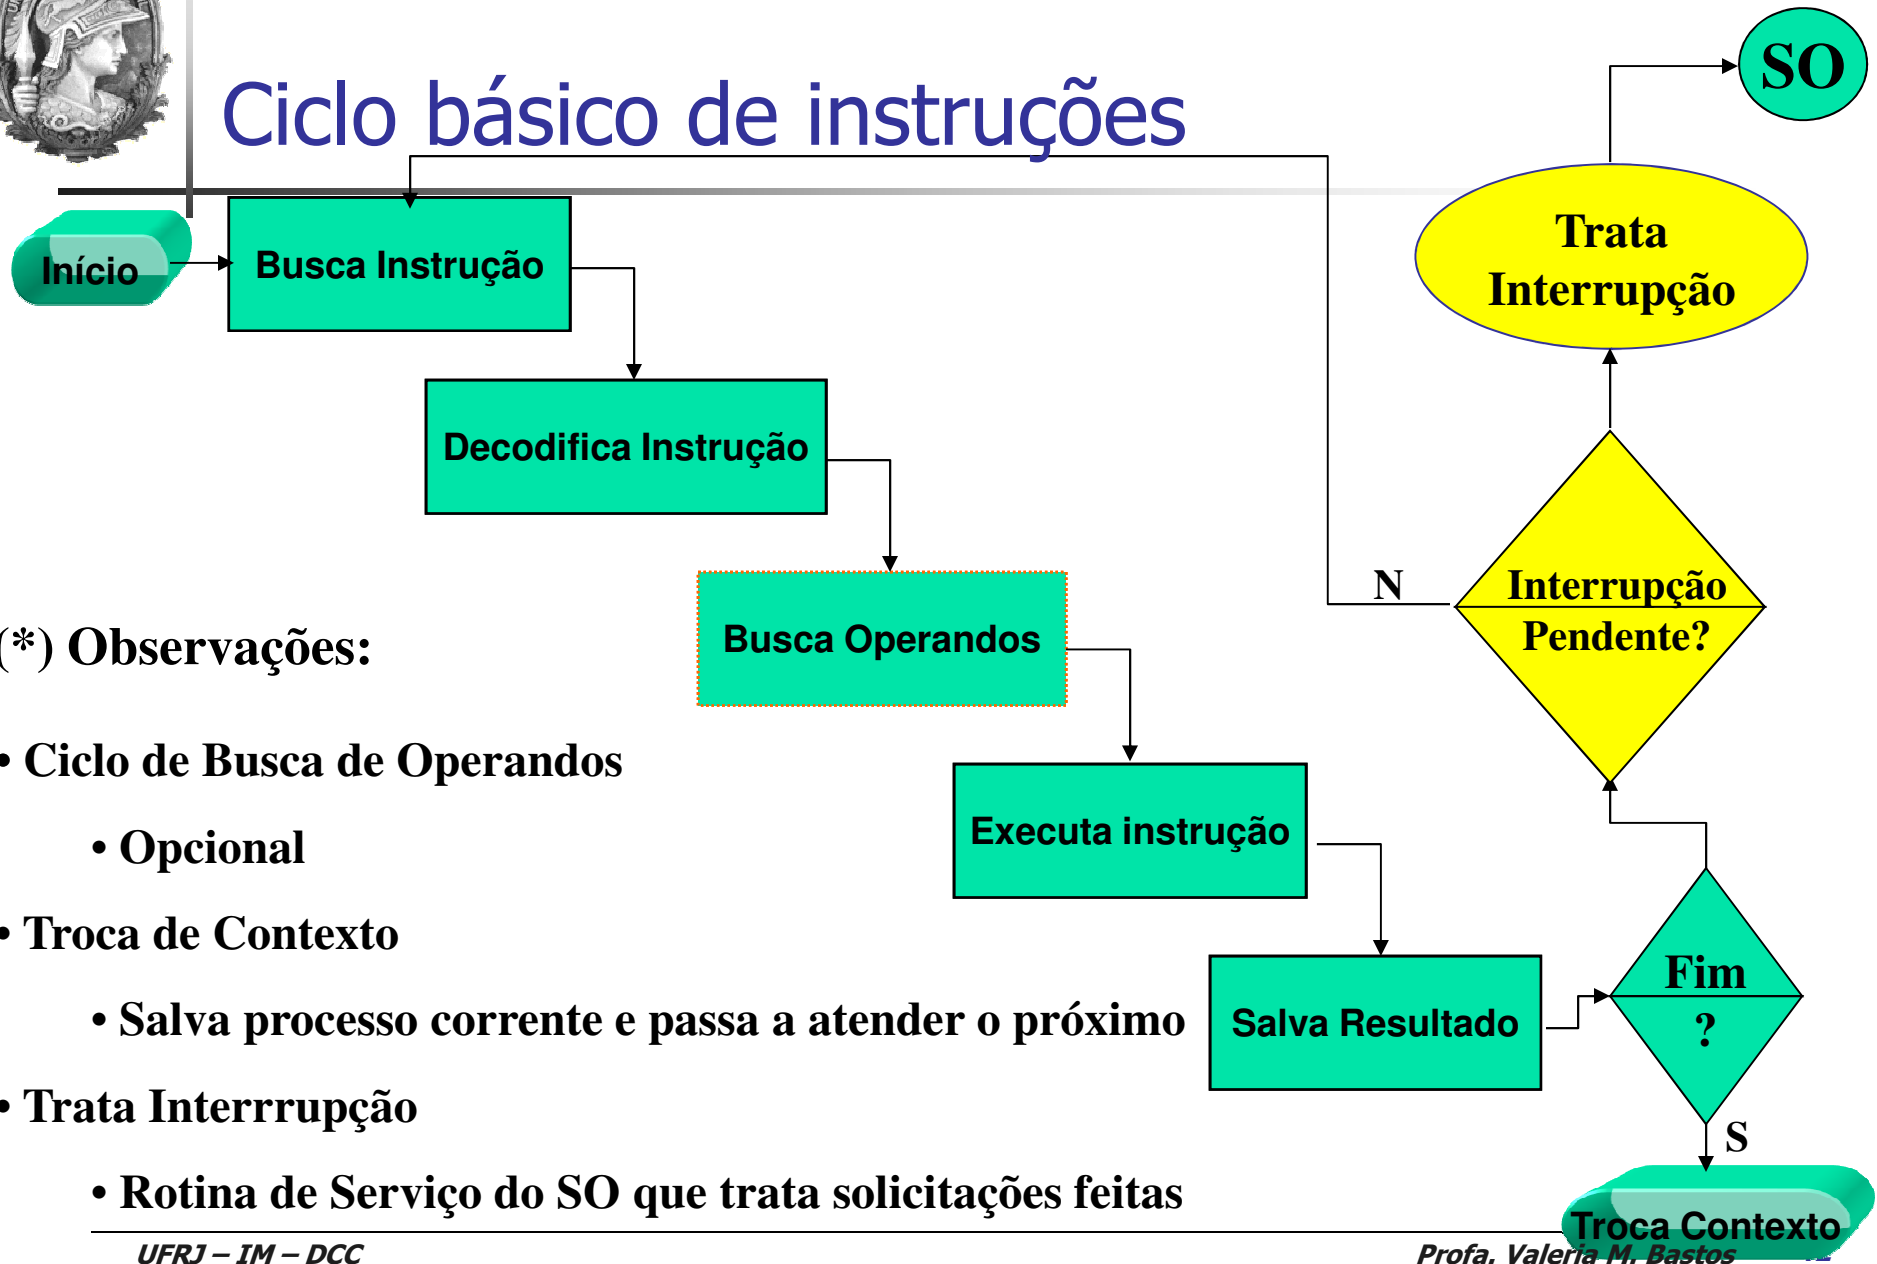 SO
Ciclo básico de instruções
Trata
Interrupção
Início
Busca Instrução
Decodifica Instrução
N
Interrupção
Pendente?
Busca Operandos
(*) Observações:
• Ciclo de Busca de Operandos
Executa instrução
• Opcional
• Troca de Contexto
Fim
?
• Salva processo corrente e passa a atender o próximo
Salva Resultado
• Trata Interrrupção
S
• Rotina de Serviço do SO que trata solicitações feitas
Troca Contexto
UFRJ – IM – DCC
Profa. Valeria M. Bastos